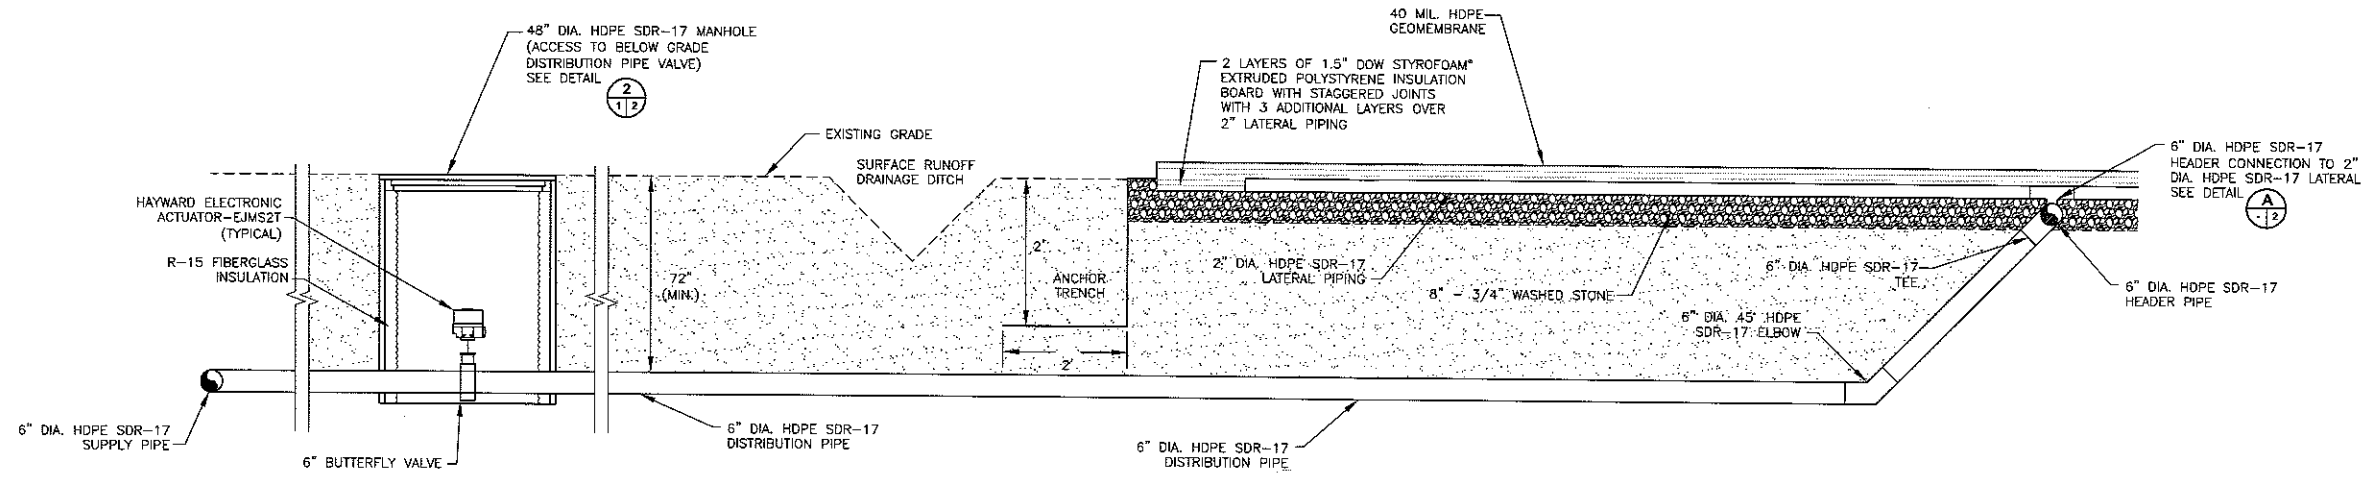 48" DIA. HDPE SDR-17 MANHOLE
(ACCESS TO BELOW GRADE
DISTRIBUTION PIPE VALVE)
SEE DETAIL
2
1 2
40 MIL. HDPE
GEOMEMBRANE
2 LAYERS OF 1.5" DOW STYROFOAM®
EXTRUDED POLYSTYRENE INSULATION
BOARD WITH STAGGERED JOINTS
WITH 3 ADDITIONAL LAYERS OVER
2" LATERAL PIPING
EXISTING GRADE
SURFACE RUNOFF
DRAINAGE DITCH
6" DIA. HDPE SDR-17
HEADER CONNECTION TO 2"
DIA. HDPE SDR-17 LATERAL
SEE DETAIL
A
- 2
HAYWARD ELECTRONIC
ACTUATOR-EJMS2T
(TYPICAL)
R-15 FIBERGLASS
INSULATION
72"
(MIN.)
2'
ANCHOR
TRENCH
2'
2" DIA. HDPE SDR-17
LATERAL PIPING
8" - 3/4" WASHED STONE
6" DIA. HDPE SDR-17
TEE
6" DIA. 45° HDPE
SDR-17 ELBOW
6" DIA. HDPE SDR-17
HEADER PIPE
6" DIA. HDPE SDR-17
SUPPLY PIPE
6" BUTTERFLY VALVE
6" DIA. HDPE SDR-17
DISTRIBUTION PIPE
6" DIA. HDPE SDR-17
DISTRIBUTION PIPE